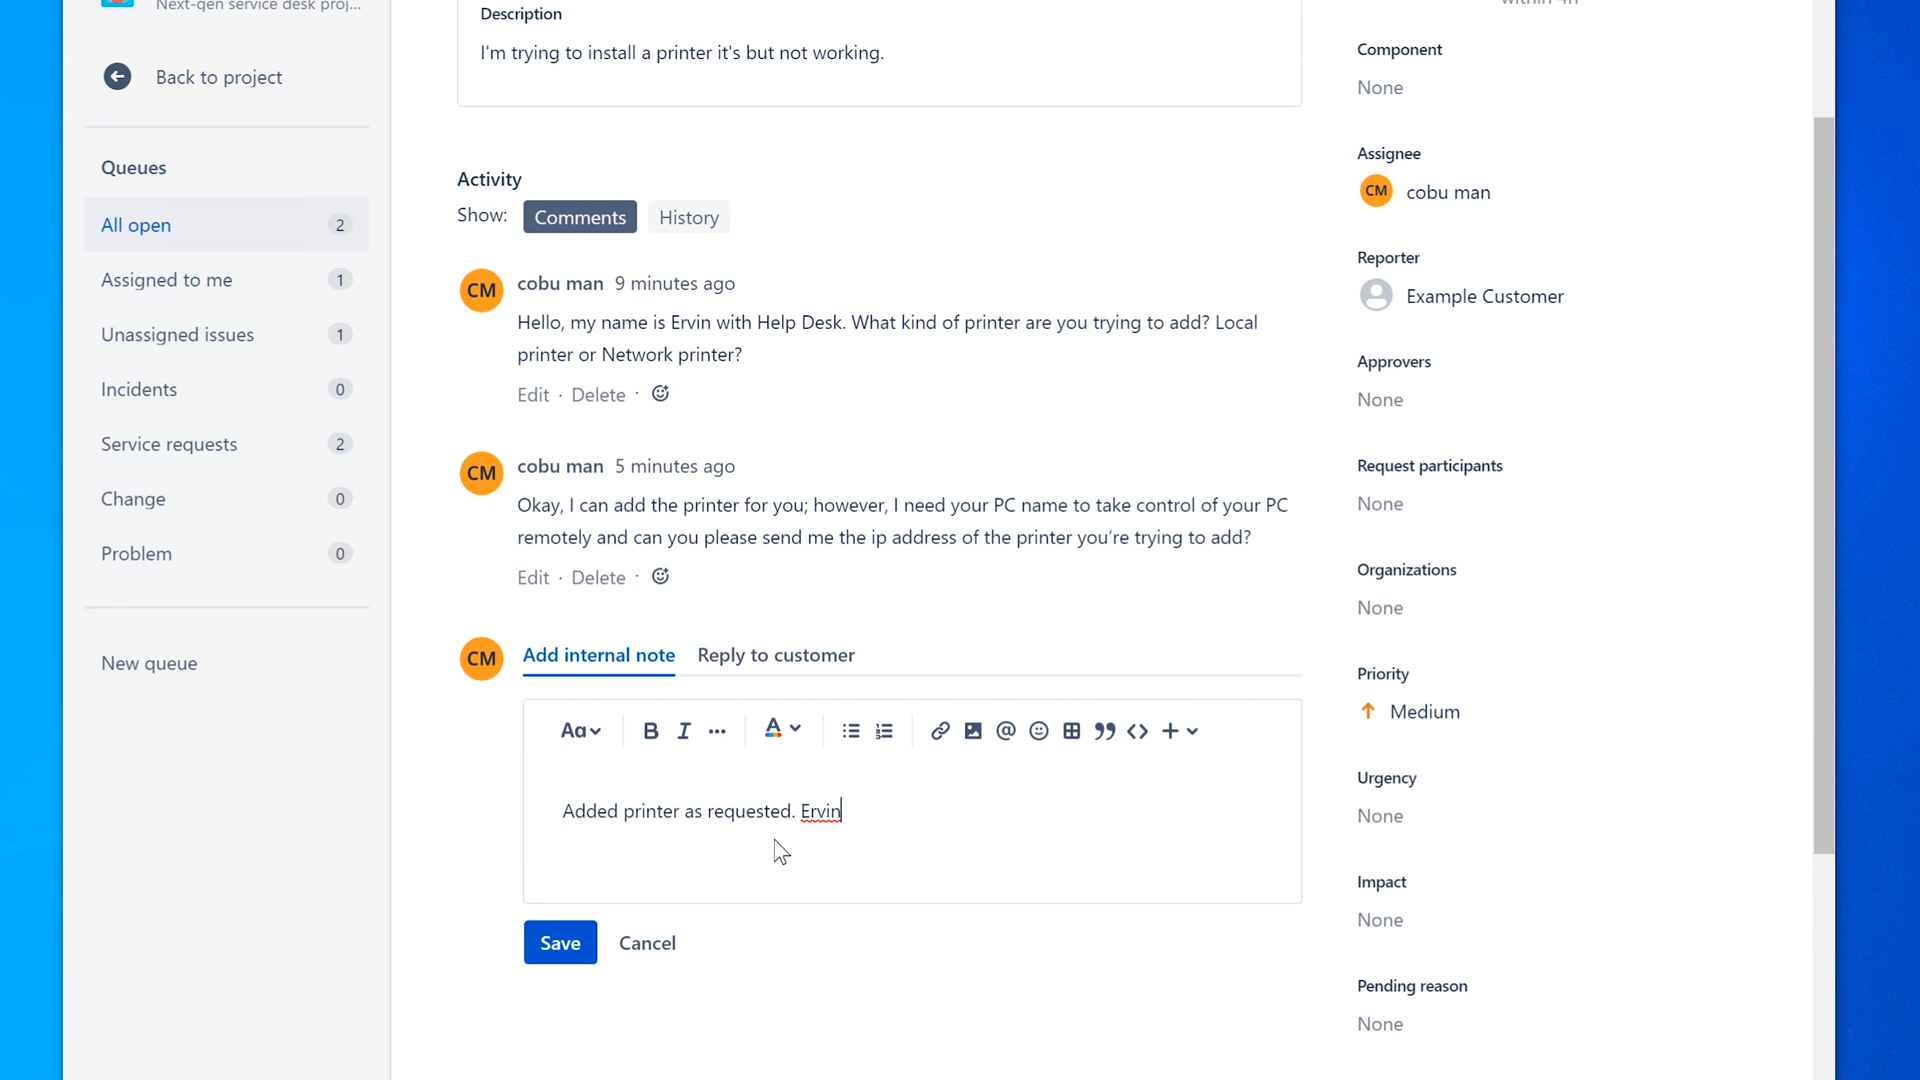 Next-gen service desk proj...
Back to project
Queues
All open 2
Assigned to me 1
Unassigned issues 1
Incidents 0
Service requests 2
Change 0
Problem 0
New queue
Description
I'm trying to install a printer it's but not working.
Activity
Show: Comments History
CM cobu man 9 minutes ago
Hello, my name is Ervin with Help Desk. What kind of printer are you trying to add? Local
printer or Network printer?
Edit · Delete ·
CM cobu man 5 minutes ago
Okay, I can add the printer for you; however, I need your PC name to take control of your PC
remotely and can you please send me the ip address of the printer you're trying to add?
Edit · Delete ·
CM Add internal note Reply to customer
Aa B I ... A @ +
Added printer as requested. Ervin
Save Cancel
within 4h
Component
None
Assignee
CM cobu man
Reporter
Example Customer
Approvers
None
Request participants
None
Organizations
None
Priority
Medium
Urgency
None
Impact
None
Pending reason
None